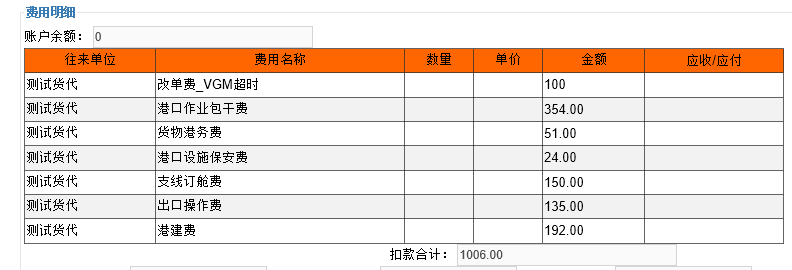 费用明细
账户余额： 0
往来单位 费用名称 数量 单价 金额 应收/应付
测试货代 改单费_VGM超时 100
测试货代 港口作业包干费 354.00
测试货代 货物港务费 51.00
测试货代 港口设施保安费 24.00
测试货代 支线订舱费 150.00
测试货代 出口操作费 135.00
测试货代 港建费 192.00
扣款合计： 1006.00